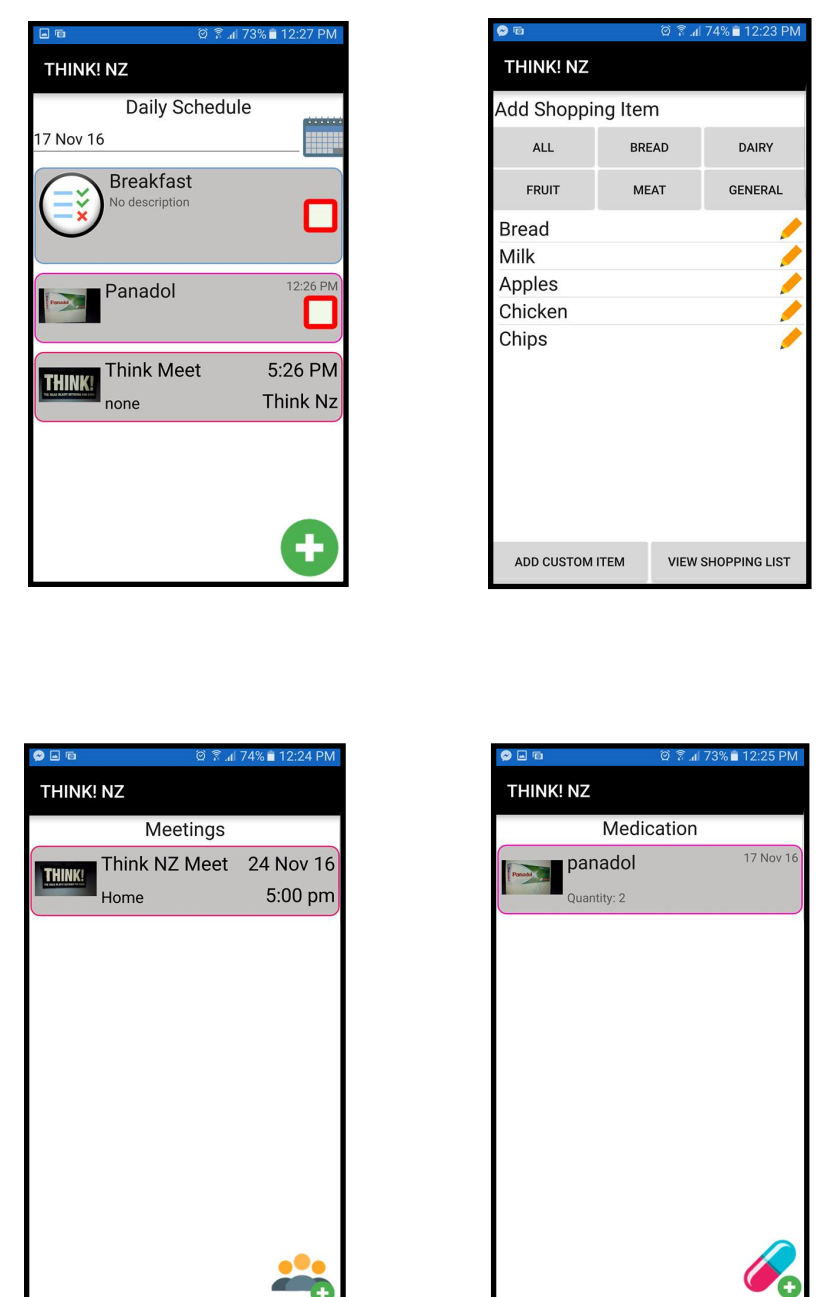 73% 12:27 PM
THINK! NZ
Daily Schedule
17 Nov 16
Breakfast
No description
Panadol 12:26 PM
Panadol
Think Meet 5:26 PM
THINK!
none Think Nz
74% 12:23 PM
THINK! NZ
Add Shopping Item
ALL BREAD DAIRY
FRUIT MEAT GENERAL
Bread
Milk
Apples
Chicken
Chips
ADD CUSTOM ITEM VIEW SHOPPING LIST
74% 12:24 PM
THINK! NZ
Meetings
Think NZ Meet 24 Nov 16
THINK!
Home 5:00 pm
73% 12:25 PM
THINK! NZ
Medication
panadol 17 Nov 16
Panadol
Quantity: 2